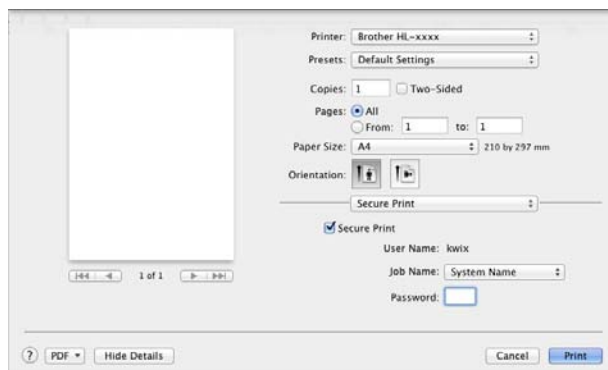 Printer: Brother HL-xxxx
Presets: Default Settings
Copies: 1 Two-Sided
Pages: All
From: 1 to: 1
Paper Size: A4 210 by 297 mm
Orientation:
Secure Print
Secure Print
User Name: kwix
1 of 1
Job Name: System Name
Password:
? PDF Hide Details Cancel Print